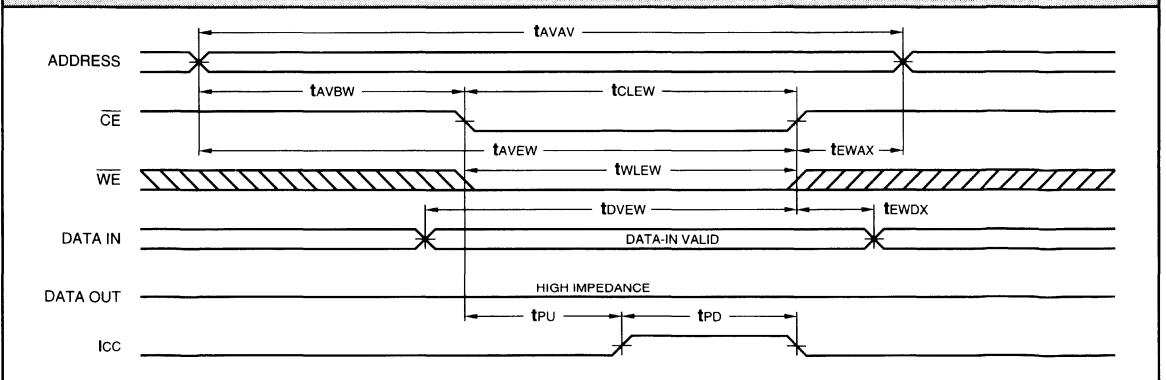 tAVAV
ADDRESS
tAVBW
tCLEW
CE
tAVEW
tEWAX
tWLEW
WE
tDVEW
tEWDX
DATA IN
DATA-IN VALID
DATA OUT
HIGH IMPEDANCE
tPU
tPD
ICC